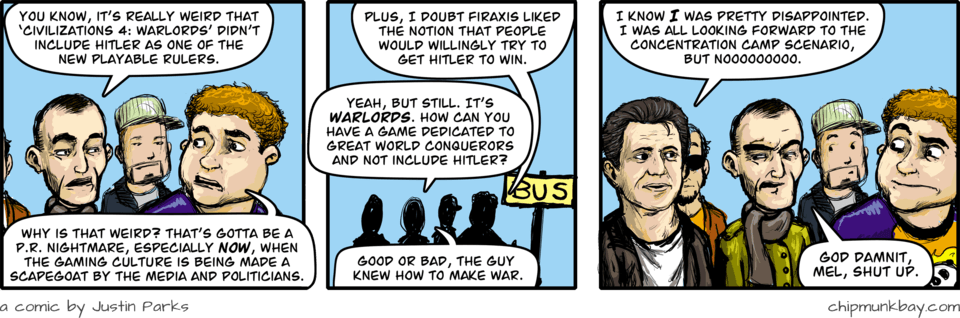 YOU KNOW, IT'S REALLY WEIRD THAT
'CIVILIZATIONS 4: WARLORDS' DIDN'T
INCLUDE HITLER AS ONE OF THE
NEW PLAYABLE RULERS.
WHY IS THAT WEIRD? THAT'S GOTTA BE A
P.R. NIGHTMARE, ESPECIALLY NOW, WHEN
THE GAMING CULTURE IS BEING MADE A
SCAPEGOAT BY THE MEDIA AND POLITICIANS.
PLUS, I DOUBT FIRAXIS LIKED
THE NOTION THAT PEOPLE
WOULD WILLINGLY TRY TO
GET HITLER TO WIN.
YEAH, BUT STILL. IT'S
WARLORDS. HOW CAN YOU
HAVE A GAME DEDICATED TO
GREAT WORLD CONQUERORS
AND NOT INCLUDE HITLER?
BUS
GOOD OR BAD, THE GUY
KNEW HOW TO MAKE WAR.
I KNOW I WAS PRETTY DISAPPOINTED.
I WAS ALL LOOKING FORWARD TO THE
CONCENTRATION CAMP SCENARIO,
BUT NOOOOOOOOO.
GOD DAMNIT,
MEL, SHUT UP.
a comic by Justin Parks
chipmunkbay.com